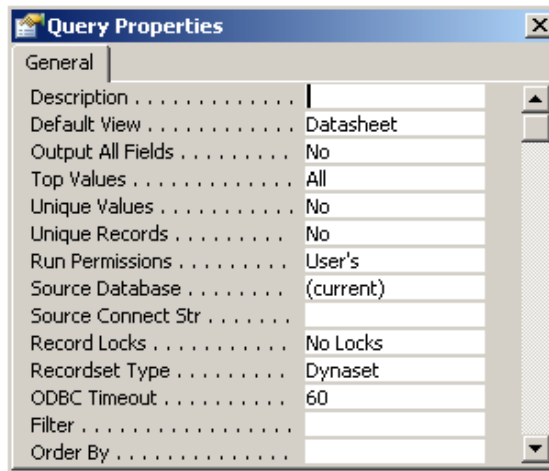 Query Properties
General
Description . . . . . . . . . . . . .
Default View . . . . . . . . . . . . Datasheet
Output All Fields . . . . . . . . . No
Top Values . . . . . . . . . . . . . All
Unique Values . . . . . . . . . . . No
Unique Records . . . . . . . . . No
Run Permissions . . . . . . . . . User's
Source Database . . . . . . . . (current)
Source Connect Str . . . . . . .
Record Locks . . . . . . . . . . . No Locks
Recordset Type . . . . . . . . . Dynaset
ODBC Timeout . . . . . . . . . . 60
Filter . . . . . . . . . . . . . . . . .
Order By . . . . . . . . . . . . . .